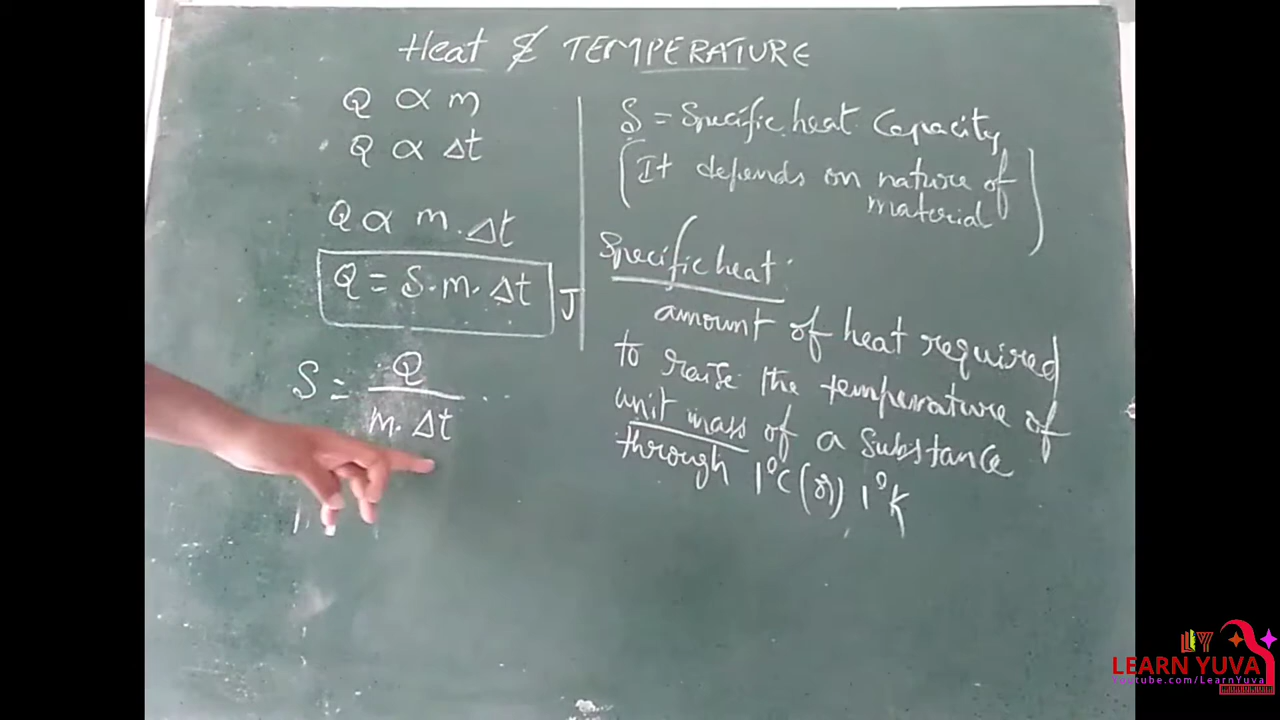 Heat & TEMPERATURE
Q ∝ m
Q ∝ Δt
Q ∝ m.Δt
Q = S.m.Δt J
S = Q / m.Δt
S = Specific heat Capacity
(It depends on nature of
material)
Specific heat:
amount of heat required
to raise the temperature of
unit mass of a Substance
through 1°C (or) 1°K
LY
LEARN YUVA
youtube.com/LearnYuva